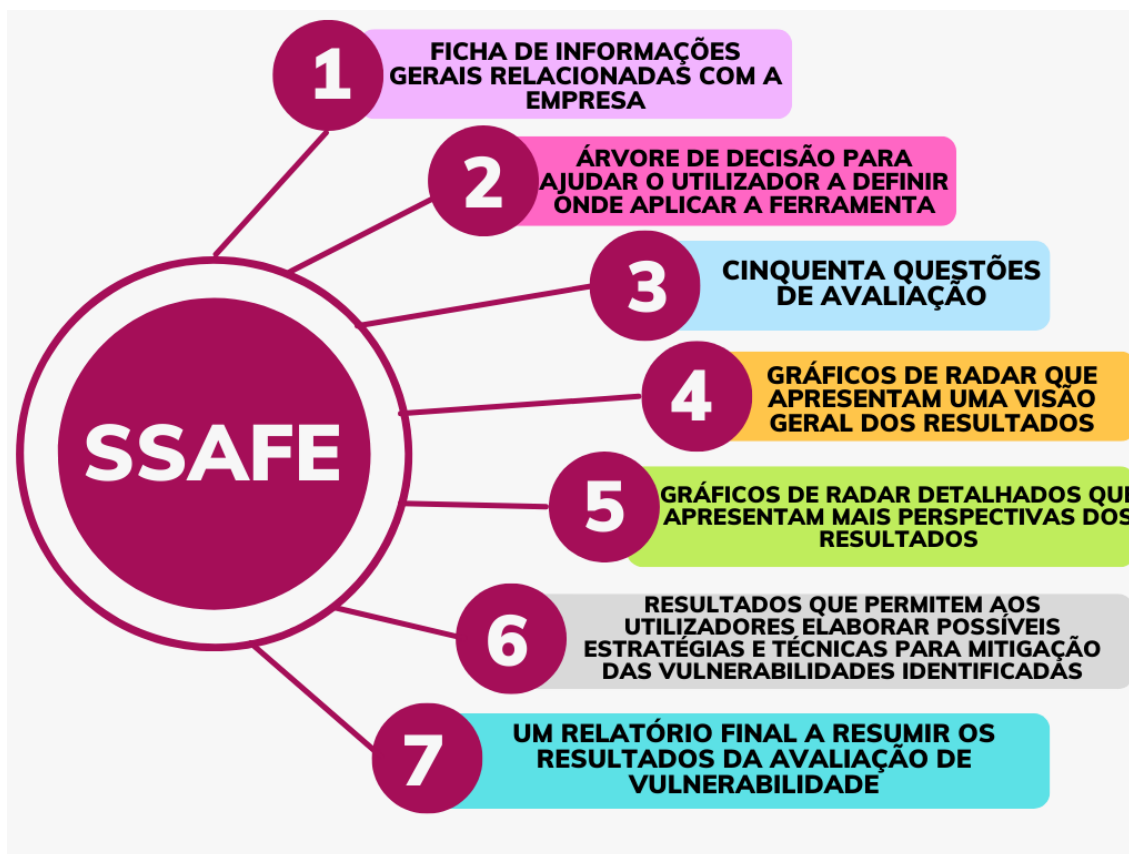 1
FICHA DE INFORMAÇÕES
GERAIS RELACIONADAS COM A
EMPRESA
2
ÁRVORE DE DECISÃO PARA
AJUDAR O UTILIZADOR A DEFINIR
ONDE APLICAR A FERRAMENTA
3
CINQUENTA QUESTÕES
DE AVALIAÇÃO
4
GRÁFICOS DE RADAR QUE
APRESENTAM UMA VISÃO
GERAL DOS RESULTADOS
SSAFE
5
GRÁFICOS DE RADAR DETALHADOS QUE
APRESENTAM MAIS PERSPECTIVAS DOS
RESULTADOS
6
RESULTADOS QUE PERMITEM AOS
UTILIZADORES ELABORAR POSSÍVEIS
ESTRATÉGIAS E TÉCNICAS PARA MITIGAÇÃO
DAS VULNERABILIDADES IDENTIFICADAS
7
UM RELATÓRIO FINAL A RESUMIR OS
RESULTADOS DA AVALIAÇÃO DE
VULNERABILIDADE